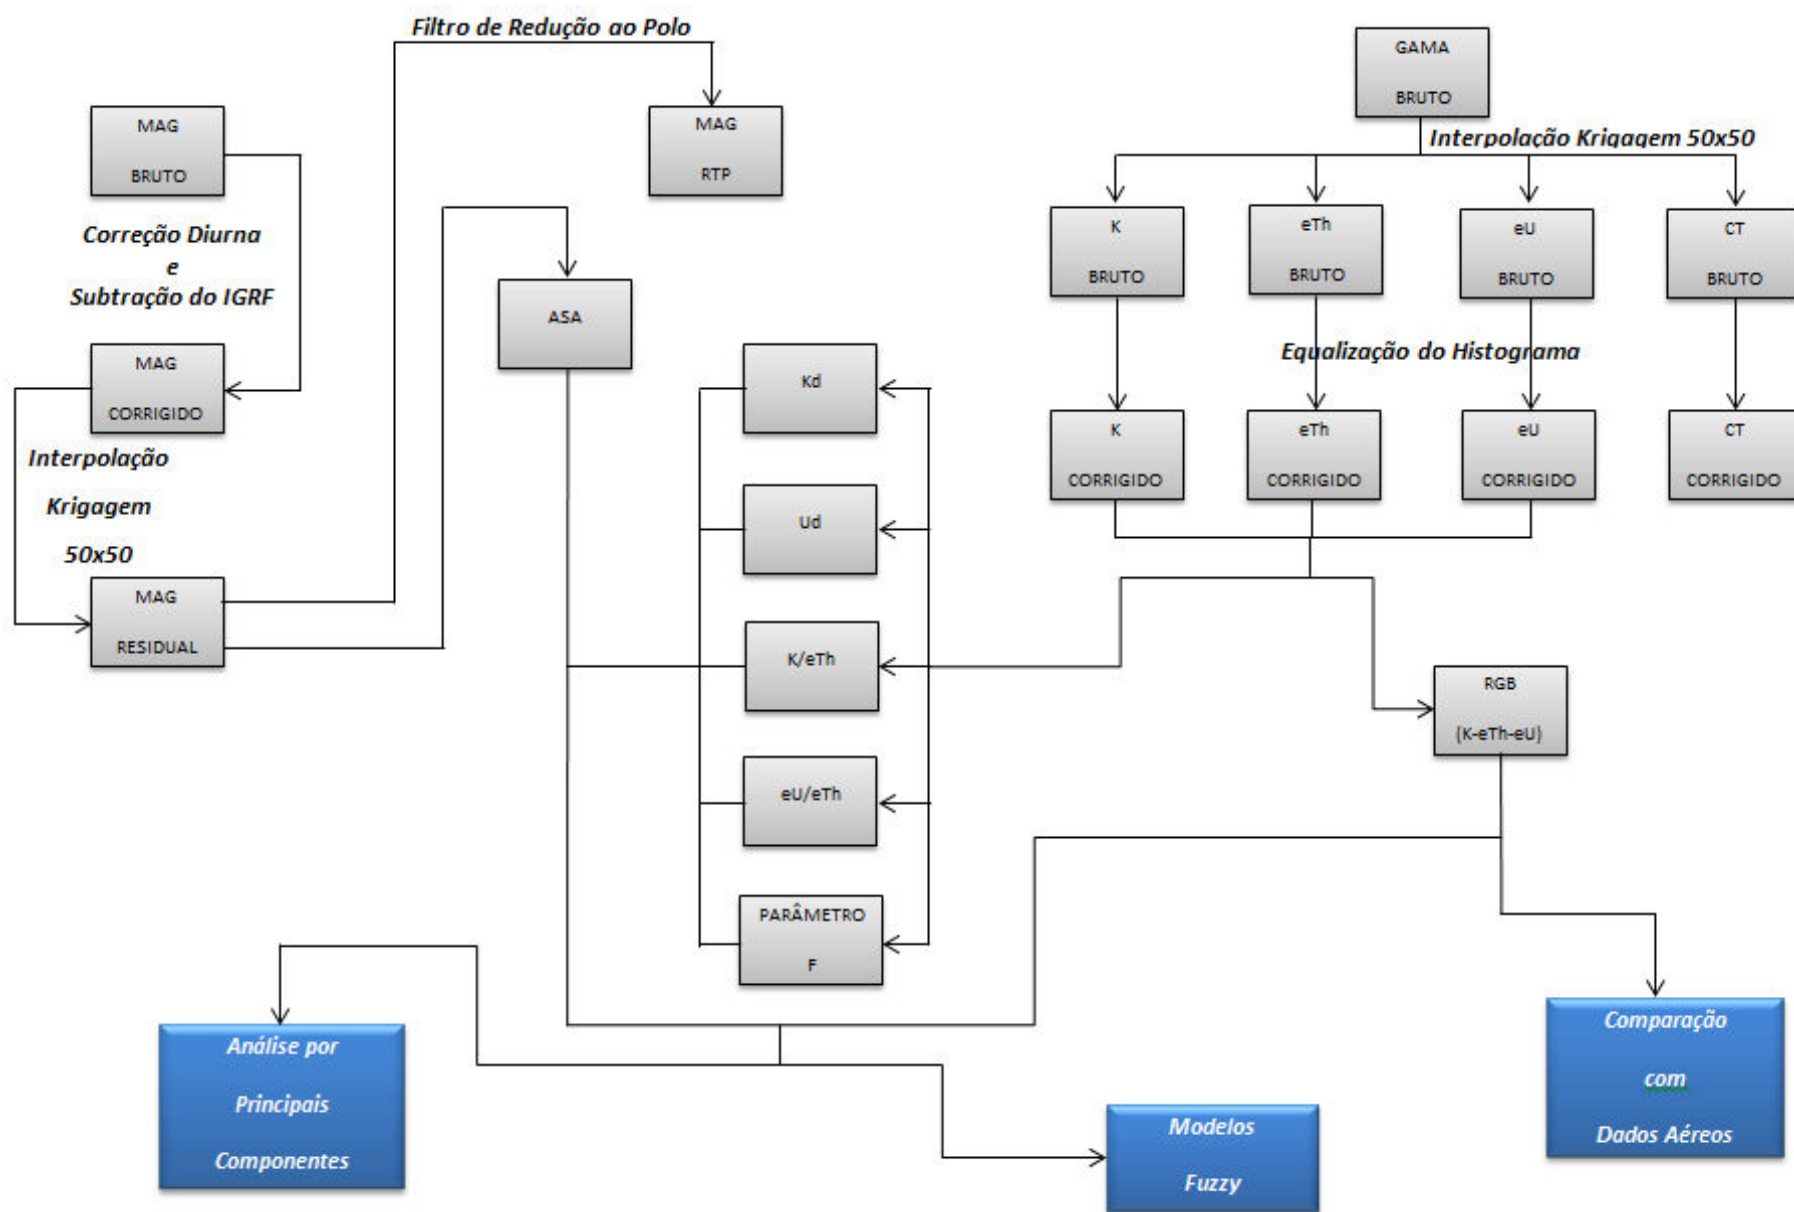 Filtro de Redução ao Polo
MAG
BRUTO
MAG
RTP
GAMA
BRUTO
Interpolação Krigagem 50x50
Correção Diurna
e
Subtração do IGRF
K
BRUTO
eTh
BRUTO
eU
BRUTO
CT
BRUTO
ASA
Equalização do Histograma
MAG
CORRIGIDO
K
CORRIGIDO
eTh
CORRIGIDO
eU
CORRIGIDO
CT
CORRIGIDO
Interpolação
Krigagem
50x50
MAG
RESIDUAL
Kd
Ud
K/eTh
eU/eTh
PARÂMETRO
F
RGB
(K-eTh-eU)
Análise por
Principais
Componentes
Modelos
Fuzzy
Comparação
com
Dados Aéreos